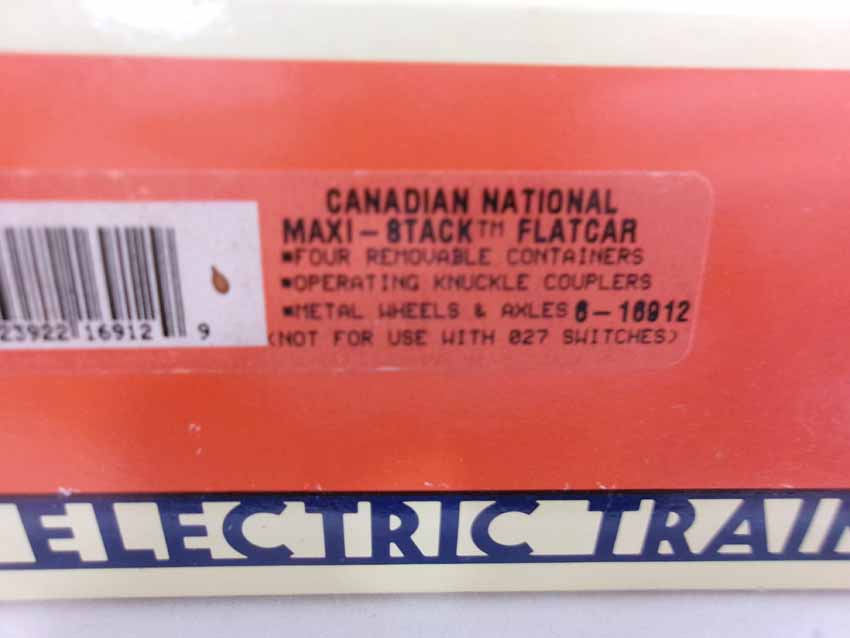 CANADIAN NATIONAL
MAXI-STACK™ FLATCAR
▪FOUR REMOVABLE CONTAINERS
▪OPERATING KNUCKLE COUPLERS
▪METAL WHEELS & AXLES 6-16912
(NOT FOR USE WITH 027 SWITCHES)
23922 16912 9
ELECTRIC TRAIN